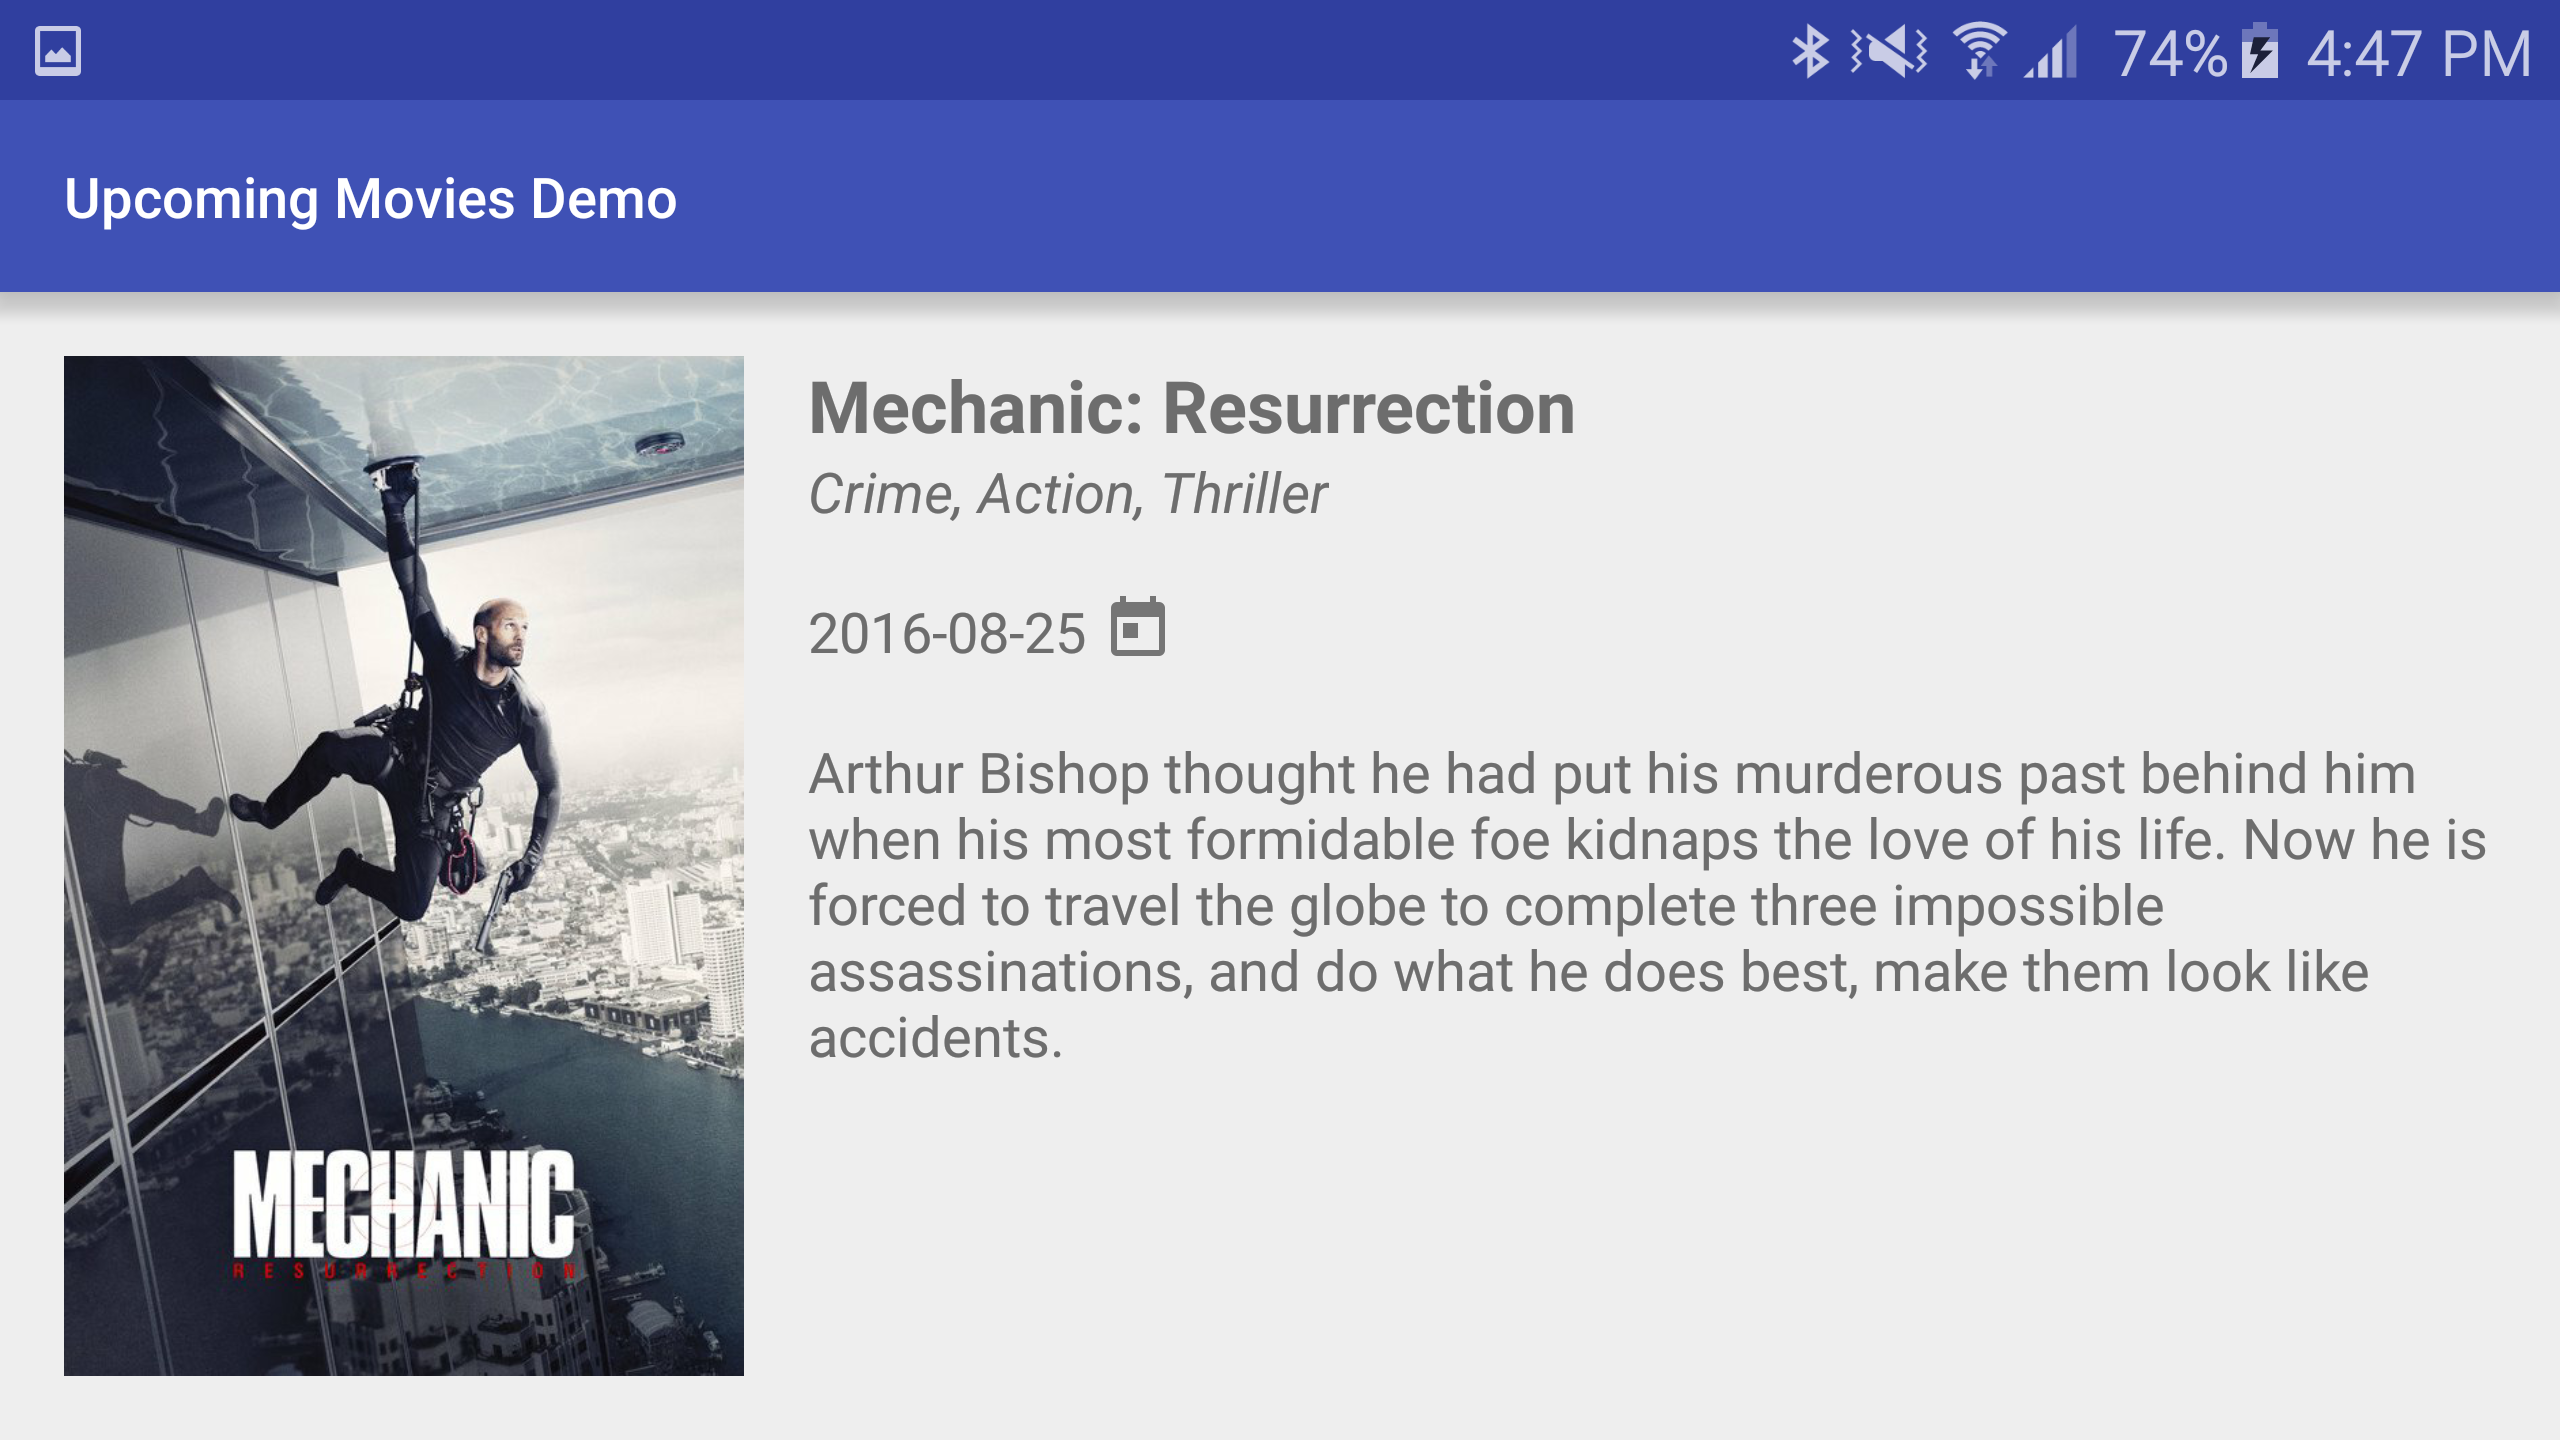 74% 4:47 PM
Upcoming Movies Demo
Mechanic: Resurrection
Crime, Action, Thriller
2016-08-25
Arthur Bishop thought he had put his murderous past behind him
when his most formidable foe kidnaps the love of his life. Now he is
forced to travel the globe to complete three impossible
assassinations, and do what he does best, make them look like
accidents.
MECHANIC
RESURRECTION